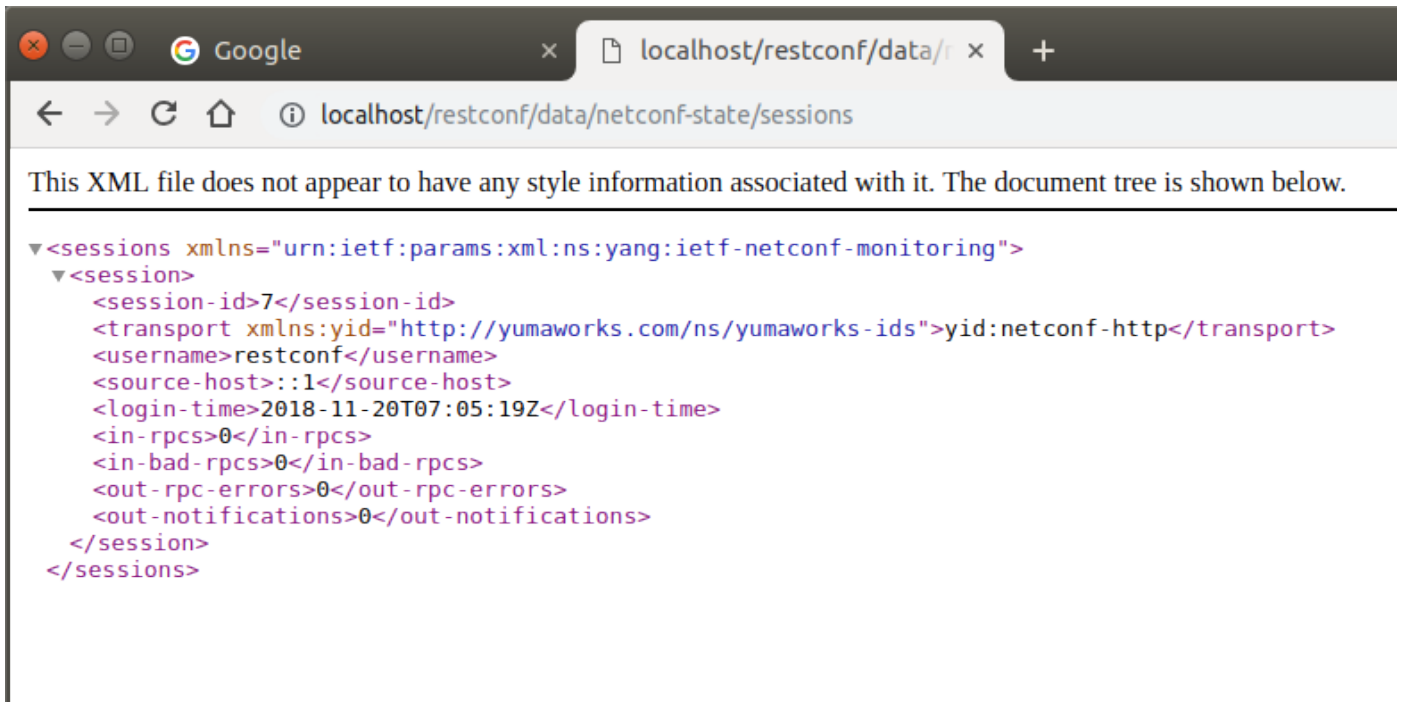 Google
localhost/restconf/data/
localhost/restconf/data/netconf-state/sessions
This XML file does not appear to have any style information associated with it. The document tree is shown below.
<sessions xmlns="urn:ietf:params:xml:ns:yang:ietf-netconf-monitoring">
<session>
<session-id>7</session-id>
<transport xmlns:yid="http://yumaworks.com/ns/yumaworks-ids">yid:netconf-http</transport>
<username>restconf</username>
<source-host>::1</source-host>
<login-time>2018-11-20T07:05:19Z</login-time>
<in-rpcs>0</in-rpcs>
<in-bad-rpcs>0</in-bad-rpcs>
<out-rpc-errors>0</out-rpc-errors>
<out-notifications>0</out-notifications>
</session>
</sessions>